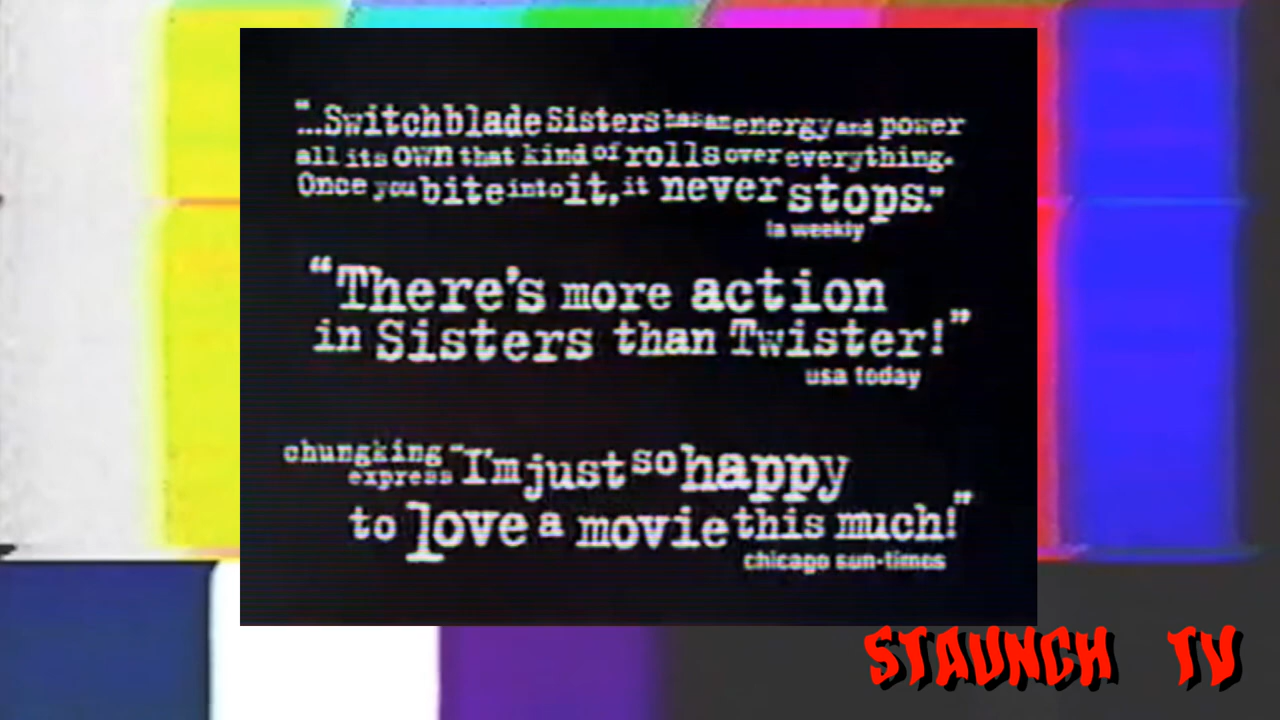 "...Switchblade Sisters has an energy and power
all its own that kind of rolls over everything.
Once you bite into it, it never stops."
la weekly
"There's more action
in Sisters than Twister!"
usa today
chungking express "I'm just so happy
to love a movie this much!"
chicago sun-times
STAUNCH TV